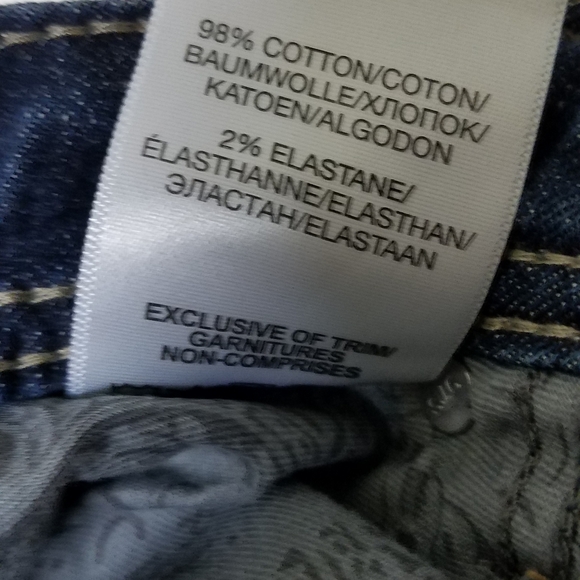 98% COTTON/COTON/
BAUMWOLLE/ХЛОПОК/
KATOEN/ALGODON
2% ELASTANE/
ÉLASTHANNE/ELASTHAN/
ЭЛАСТАН/ELASTAAN
EXCLUSIVE OF TRIM/
GARNITURES
NON-COMPRISES